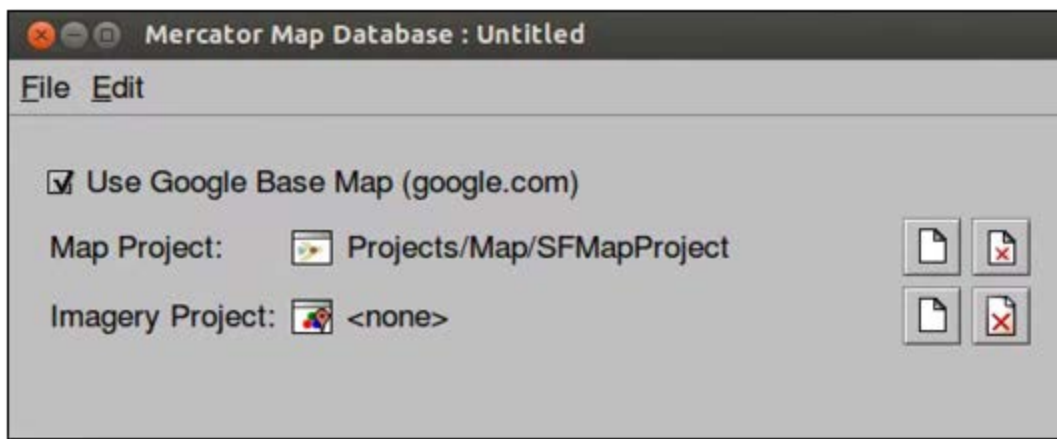 Mercator Map Database : Untitled
File Edit
Use Google Base Map (google.com)
Map Project: Projects/Map/SFMapProject
Imagery Project: <none>